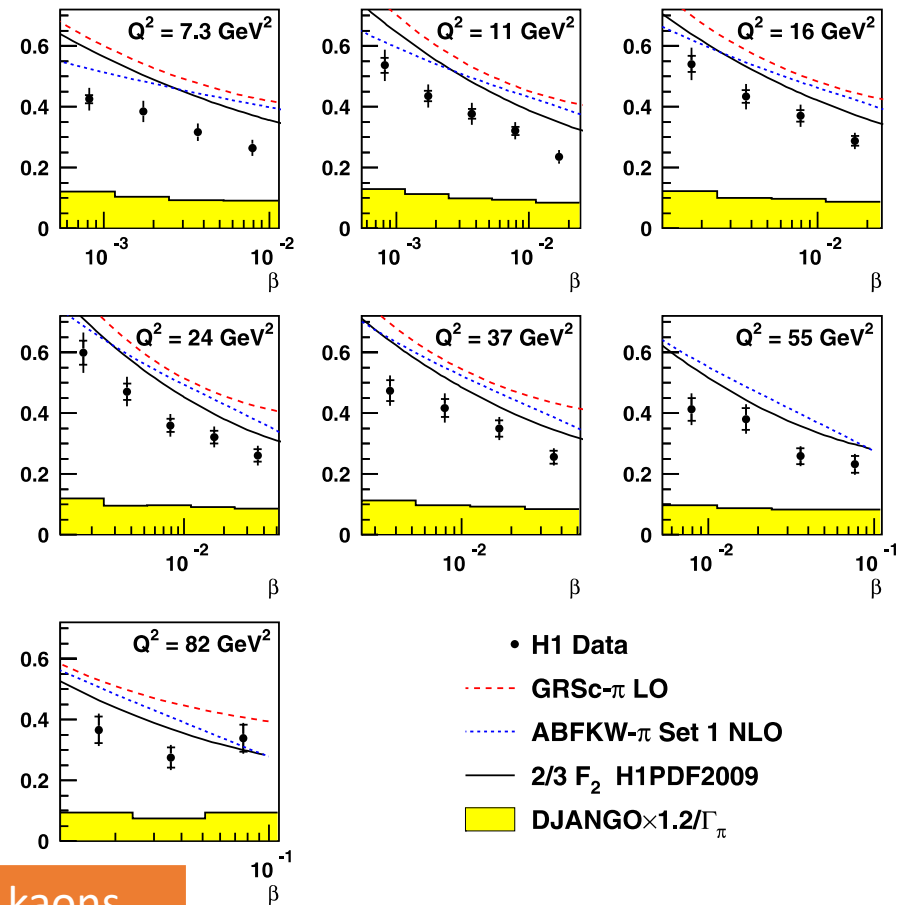 Q² = 7.3 GeV² Q² = 11 GeV² Q² = 16 GeV²
0.6 0.6 0.6
0.4 0.4 0.4
0.2 0.2 0.2
0 0 0
10⁻³ 10⁻² 10⁻³ 10⁻² 10⁻²
β β β
Q² = 24 GeV² Q² = 37 GeV² Q² = 55 GeV²
0.6 0.6 0.6
0.4 0.4 0.4
0.2 0.2 0.2
0 0 0
10⁻² 10⁻² 10⁻² 10⁻¹
β β β
Q² = 82 GeV²
0.6
0.4
0.2
0
10⁻¹
β
H1 Data
GRSc-π LO
ABFKW-π Set 1 NLO
2/3 F₂ H1PDF2009
DJANGO×1.2/Γπ
kaons